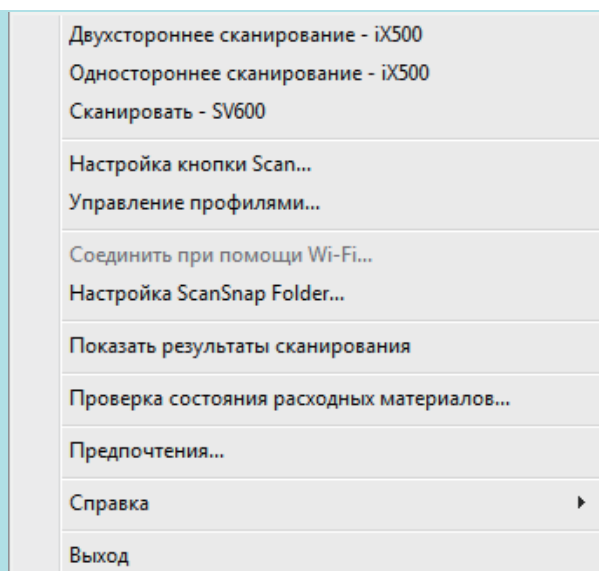 Двухстороннее сканирование - iX500
Одностороннее сканирование - iX500
Сканировать - SV600
Настройка кнопки Scan...
Управление профилями...
Соединить при помощи Wi-Fi...
Настройка ScanSnap Folder...
Показать результаты сканирования
Проверка состояния расходных материалов...
Предпочтения...
Справка
Выход